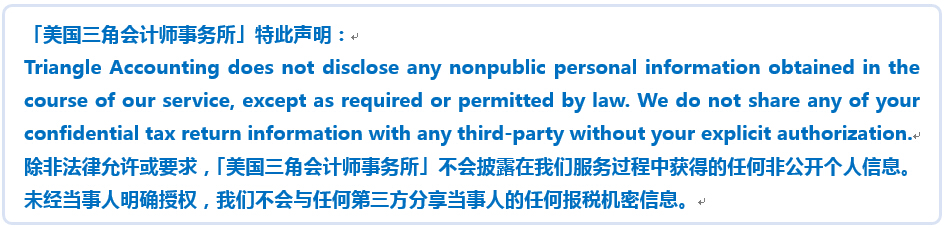 「美国三角会计师事务所」特此声明：
Triangle Accounting does not disclose any nonpublic personal information obtained in the
course of our service, except as required or permitted by law. We do not share any of your
confidential tax return information with any third-party without your explicit authorization.
除非法律允许或要求，「美国三角会计师事务所」不会披露在我们服务过程中获得的任何非公开个人信息。
未经当事人明确授权，我们不会与任何第三方分享当事人的任何报税机密信息。